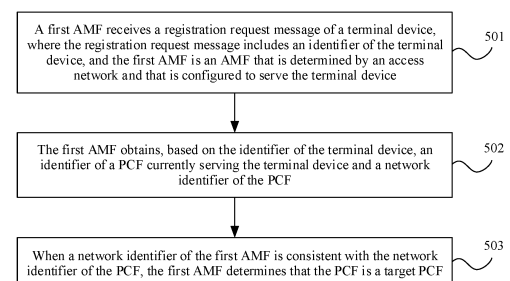 A first AMF receives a registration request message of a terminal device,
where the registration request message includes an identifier of the terminal
device, and the first AMF is an AMF that is determined by an access
network and that is configured to serve the terminal device
501
The first AMF obtains, based on the identifier of the terminal device, an
identifier of a PCF currently serving the terminal device and a network
identifier of the PCF
502
When a network identifier of the first AMF is consistent with the network
identifier of the PCF, the first AMF determines that the PCF is a target PCF
503